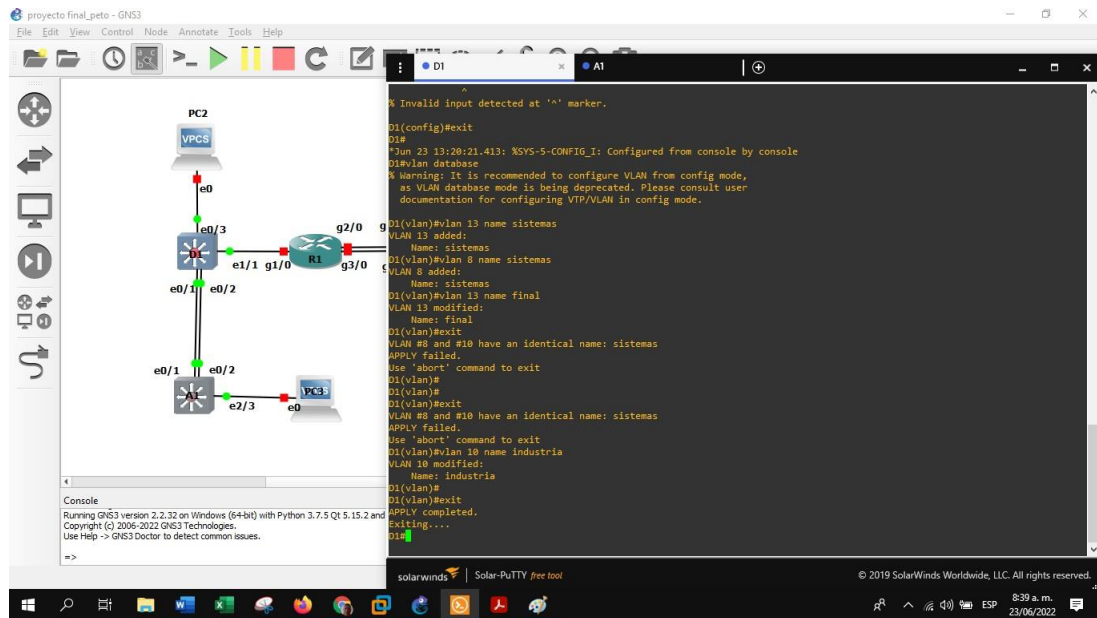 proyecto final_peto - GNS3
File Edit View Control Node Annotate Tools Help
PC2
VPCS
e0
e0/3
D1
e1/1
g1/0
R1
g2/0
g3/0
e0/1
e0/2
e0/1
e0/2
A1
e2/3
e0
PC3
Console
Running GNS3 version 2.2.32 on Windows (64-bit) with Python 3.7.5 Qt 5.15.2 and
Copyright (c) 2006-2022 GNS3 Technologies.
Use Help -> GNS3 Doctor to detect common issues.
=>
D1
A1
^
% Invalid input detected at '^' marker.
D1(config)#exit
D1#
*Jun 23 13:20:21.413: %SYS-5-CONFIG_I: Configured from console by console
D1#vlan database
% Warning: It is recommended to configure VLAN from config mode,
as VLAN database mode is being deprecated. Please consult user
documentation for configuring VTP/VLAN in config mode.
D1(vlan)#vlan 13 name sistemas
VLAN 13 added:
Name: sistemas
D1(vlan)#vlan 8 name sistemas
VLAN 8 added:
Name: sistemas
D1(vlan)#vlan 13 name final
VLAN 13 modified:
Name: final
D1(vlan)#exit
VLAN #8 and #10 have an identical name: sistemas
APPLY failed.
Use 'abort' command to exit
D1(vlan)#
D1(vlan)#
D1(vlan)#exit
VLAN #8 and #10 have an identical name: sistemas
APPLY failed.
Use 'abort' command to exit
D1(vlan)#vlan 10 name industria
VLAN 10 modified:
Name: industria
D1(vlan)#
D1(vlan)#exit
APPLY completed.
Exiting....
D1#
solarwinds Solar-PuTTY free tool
© 2019 SolarWinds Worldwide, LLC. All rights reserved.
ESP
8:39 a. m.
23/06/2022